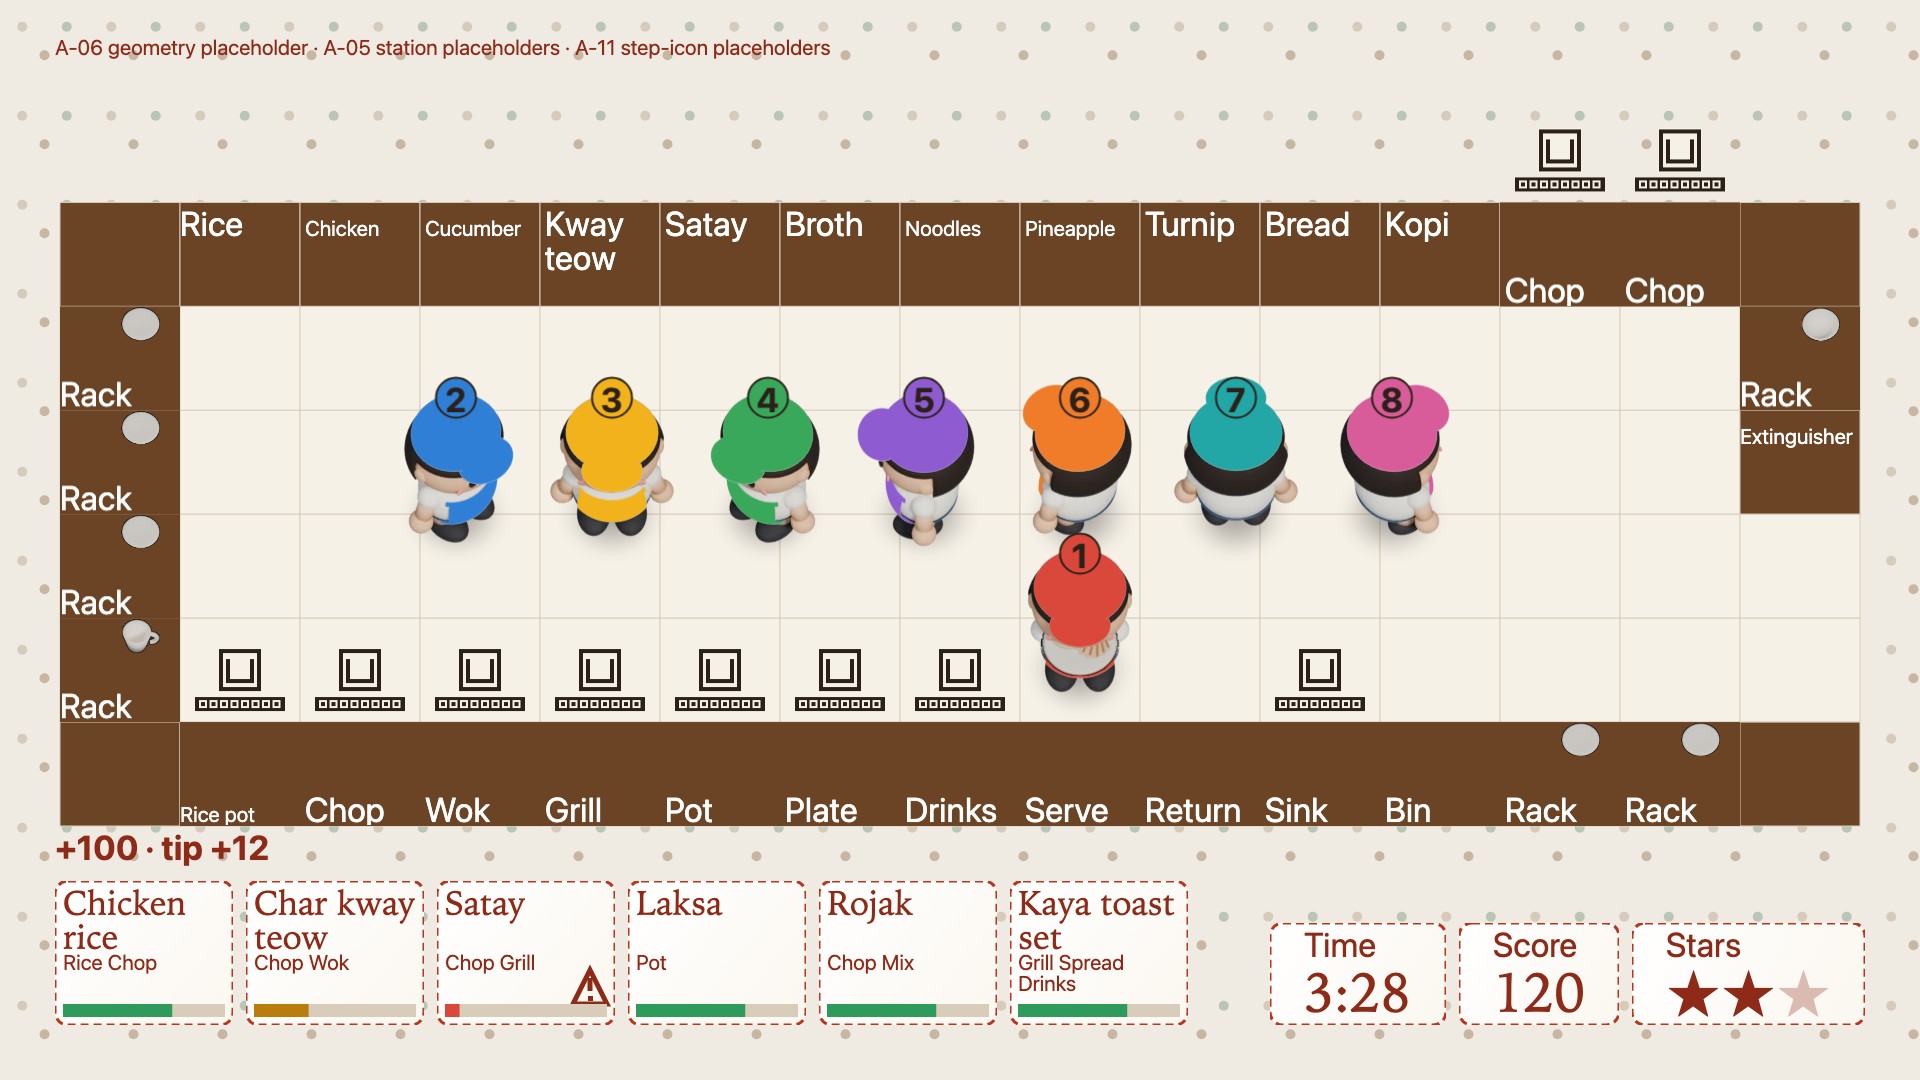 A-06 geometry placeholder · A-05 station placeholders · A-11 step-icon placeholders
Rice
Chicken
Cucumber
Kway
teow
Satay
Broth
Noodles
Pineapple
Turnip
Bread
Kopi
Chop
Chop
Rack
Rack
2
3
4
5
6
7
8
Extinguisher
Rack
1
Rack
Rack
Rice pot
Chop
Wok
Grill
Pot
Plate
Drinks
Serve
Return
Sink
Bin
Rack
Rack
+100 · tip +12
Chicken
rice
Rice Chop
Char kway
teow
Chop Wok
Satay
Chop Grill
Laksa
Pot
Rojak
Chop Mix
Kaya toast
set
Grill Spread
Drinks
Time
3:28
Score
120
Stars